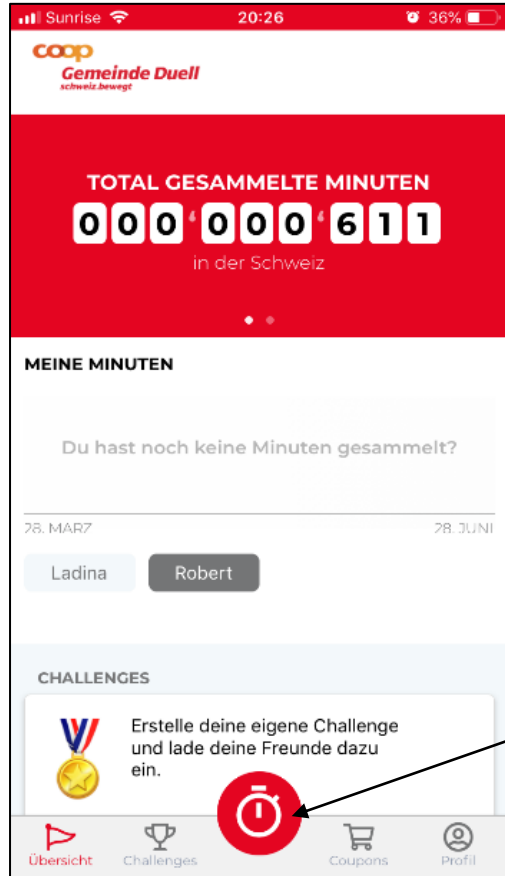 Sunrise 20:26 36%
coop
Gemeinde Duell
schweiz.bewegt
TOTAL GESAMMELTE MINUTEN
000‘000‘611
in der Schweiz
MEINE MINUTEN
Du hast noch keine Minuten gesammelt?
28. MÄRZ 28. JUNI
Ladina Robert
CHALLENGES
Erstelle deine eigene Challenge
und lade deine Freunde dazu
ein.
Übersicht Challenges Coupons Profil